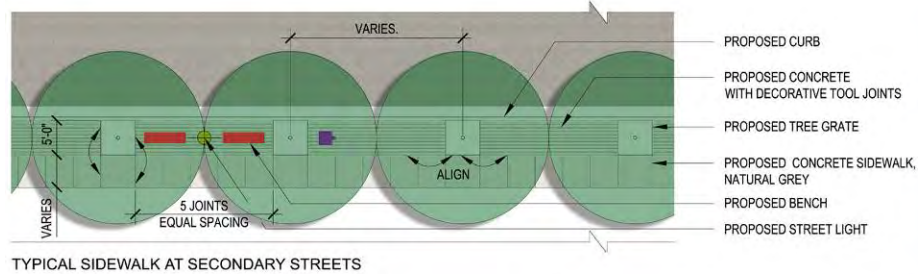 VARIES.
PROPOSED CURB
PROPOSED CONCRETE
WITH DECORATIVE TOOL JOINTS
5'-0"
PROPOSED TREE GRATE
PROPOSED CONCRETE SIDEWALK,
NATURAL GREY
ALIGN
VARIES
5 JOINTS
EQUAL SPACING
PROPOSED BENCH
PROPOSED STREET LIGHT
TYPICAL SIDEWALK AT SECONDARY STREETS